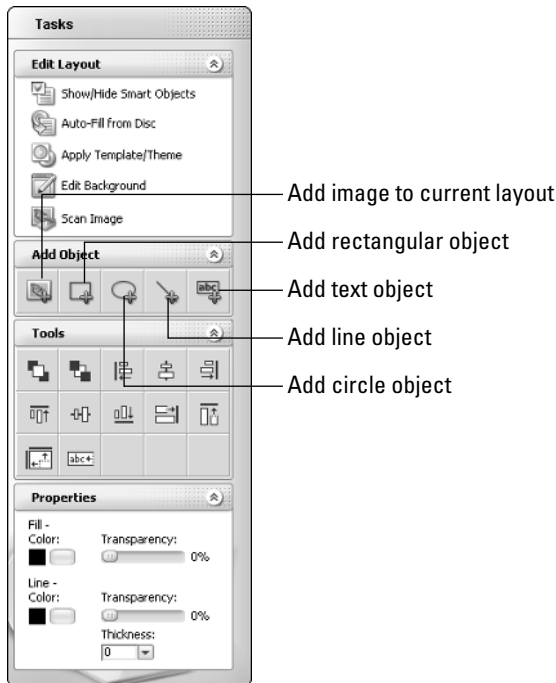 Tasks
Edit Layout
Show/Hide Smart Objects
Auto-Fill from Disc
Apply Template/Theme
Edit Background
Scan Image
Add Object
abc
Tools
abc
Properties
Fill -
Color:
Transparency:
0%
Line -
Color:
Transparency:
0%
Thickness:
0
Add image to current layout
Add rectangular object
Add text object
Add line object
Add circle object